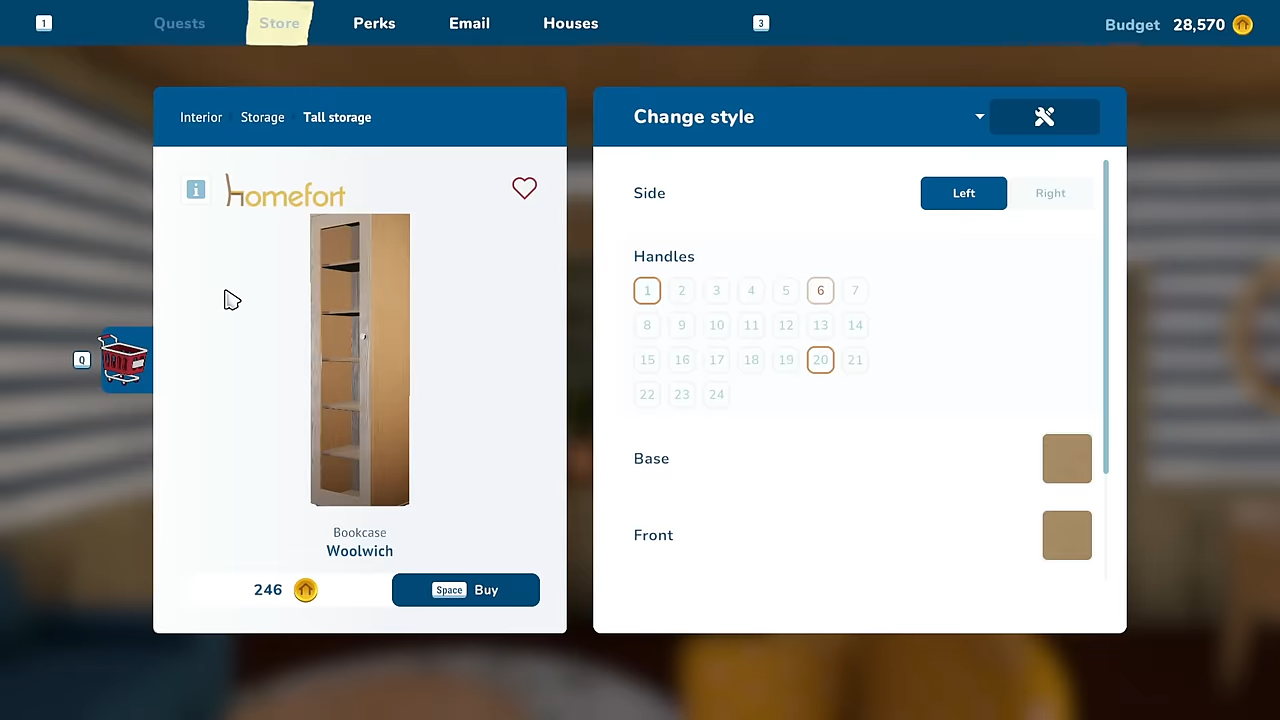 1 Quests Store Perks Email Houses 3 Budget 28,570
Interior Storage Tall storage
Change style
i homefort
Side Left Right
Handles
1 2 3 4 5 6 7
8 9 10 11 12 13 14
Q
15 16 17 18 19 20 21
22 23 24
Base
Bookcase
Front
Woolwich
246 Space Buy